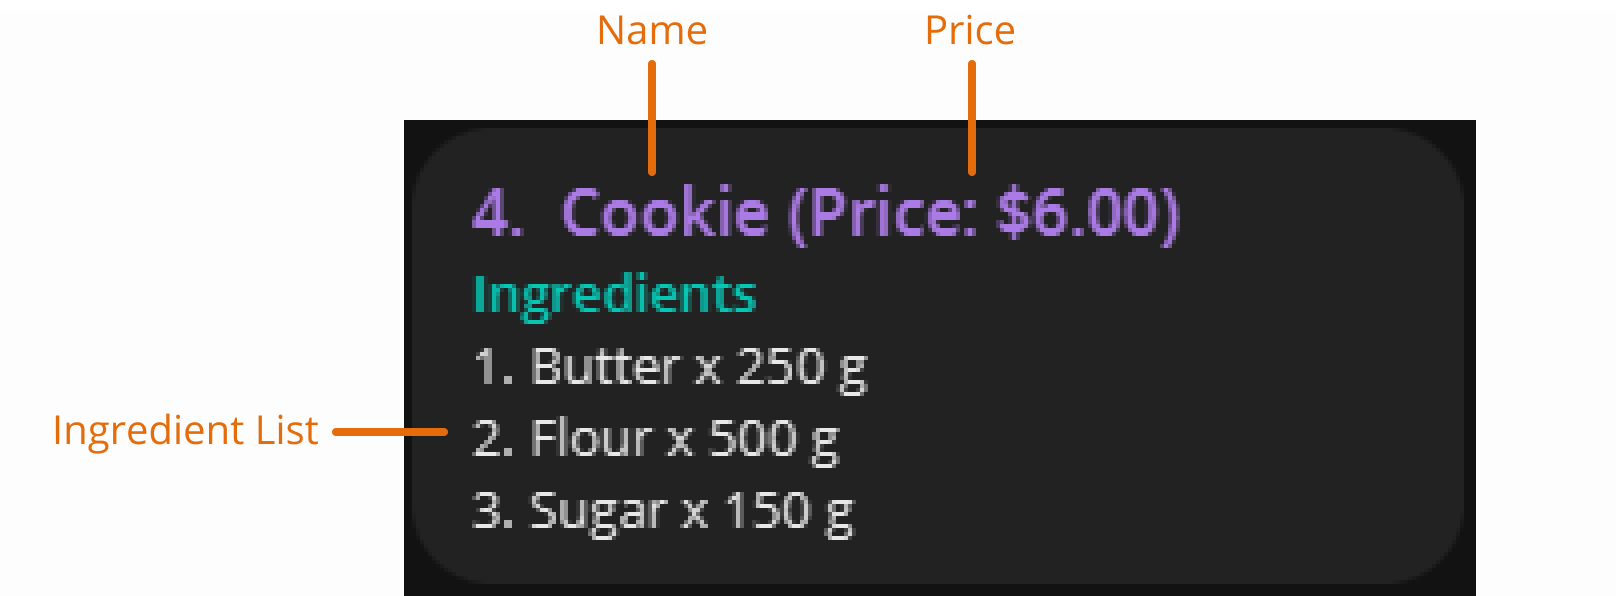 Name
Price
4. Cookie (Price: $6.00)
Ingredients
1. Butter x 250 g
Ingredient List
2. Flour x 500 g
3. Sugar x 150 g